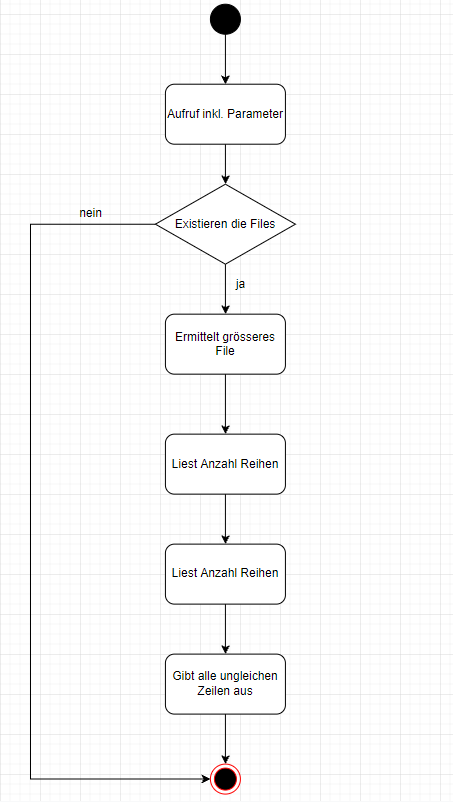 Aufruf inkl. Parameter
nein
Existieren die Files
ja
Ermittelt grösseres
File
Liest Anzahl Reihen
Liest Anzahl Reihen
Gibt alle ungleichen
Zeilen aus